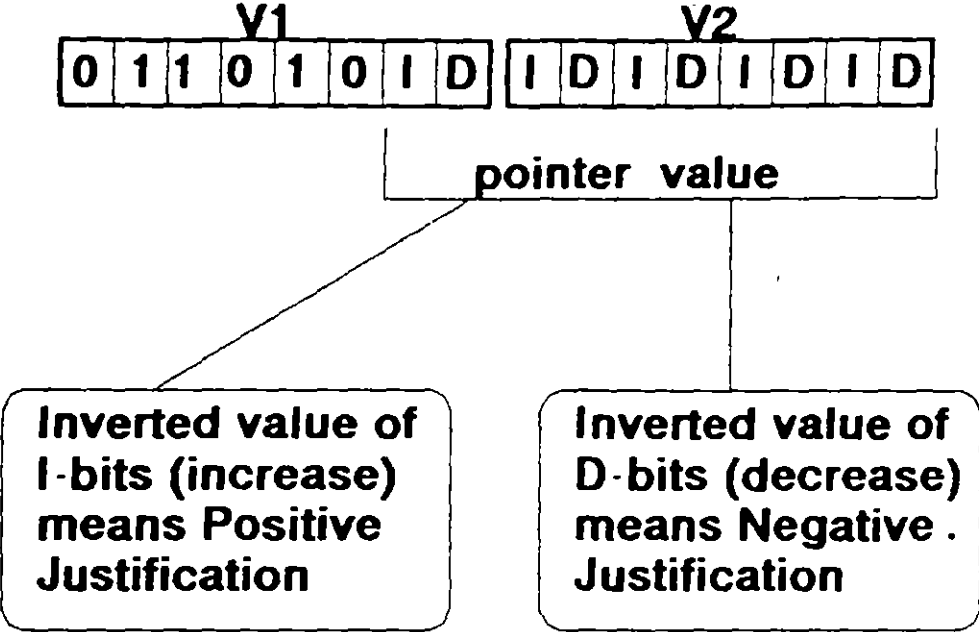 V1 V2
0 1 1 0 1 0 I D I D I D I D I D
pointer value
Inverted value of
I-bits (increase)
means Positive
Justification
Inverted value of
D-bits (decrease)
means Negative.
Justification